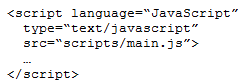 <script language=“JavaScript”
type=“text/javascript”
src=“scripts/main.js”>
…
</script>